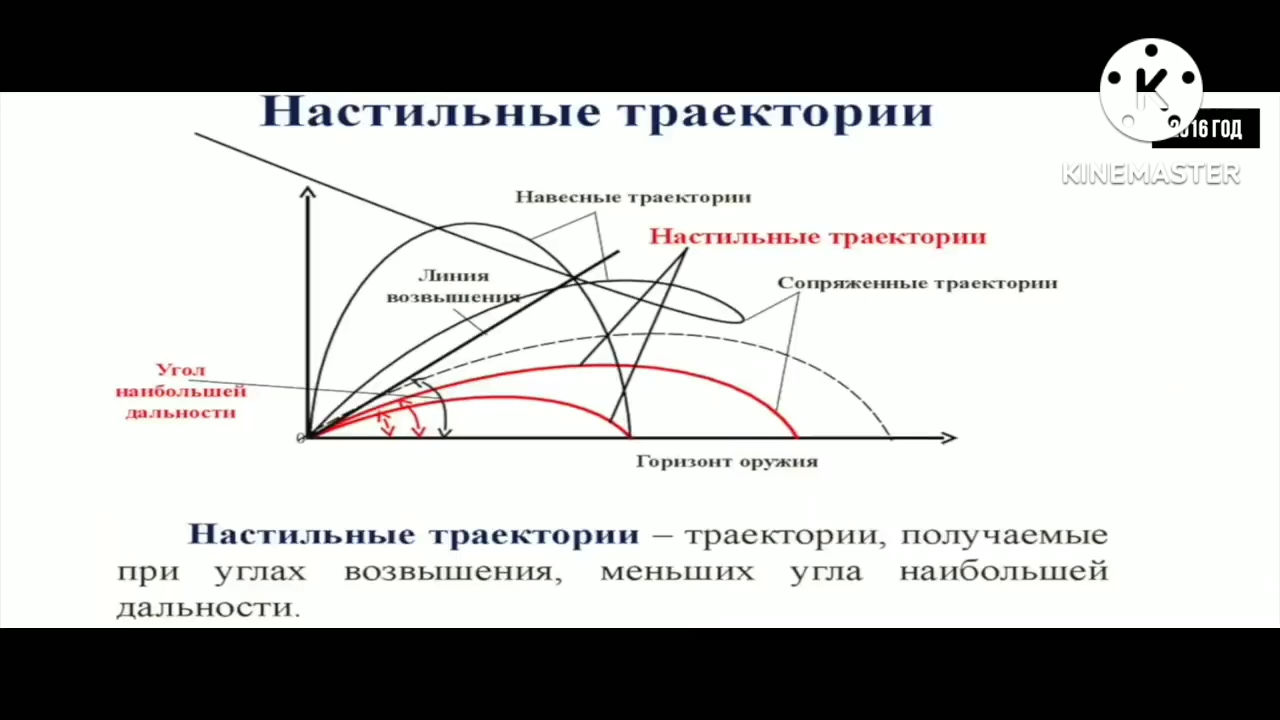 Настильные траектории
2016 ГОД
KINEMASTER
Навесные траектории
Настильные траектории
Линия
возвышения
Сопряженные траектории
Угол
наибольшей
дальности
0
Горизонт оружия
Настильные траектории – траектории, получаемые
при углах возвышения, меньших угла наибольшей
дальности.